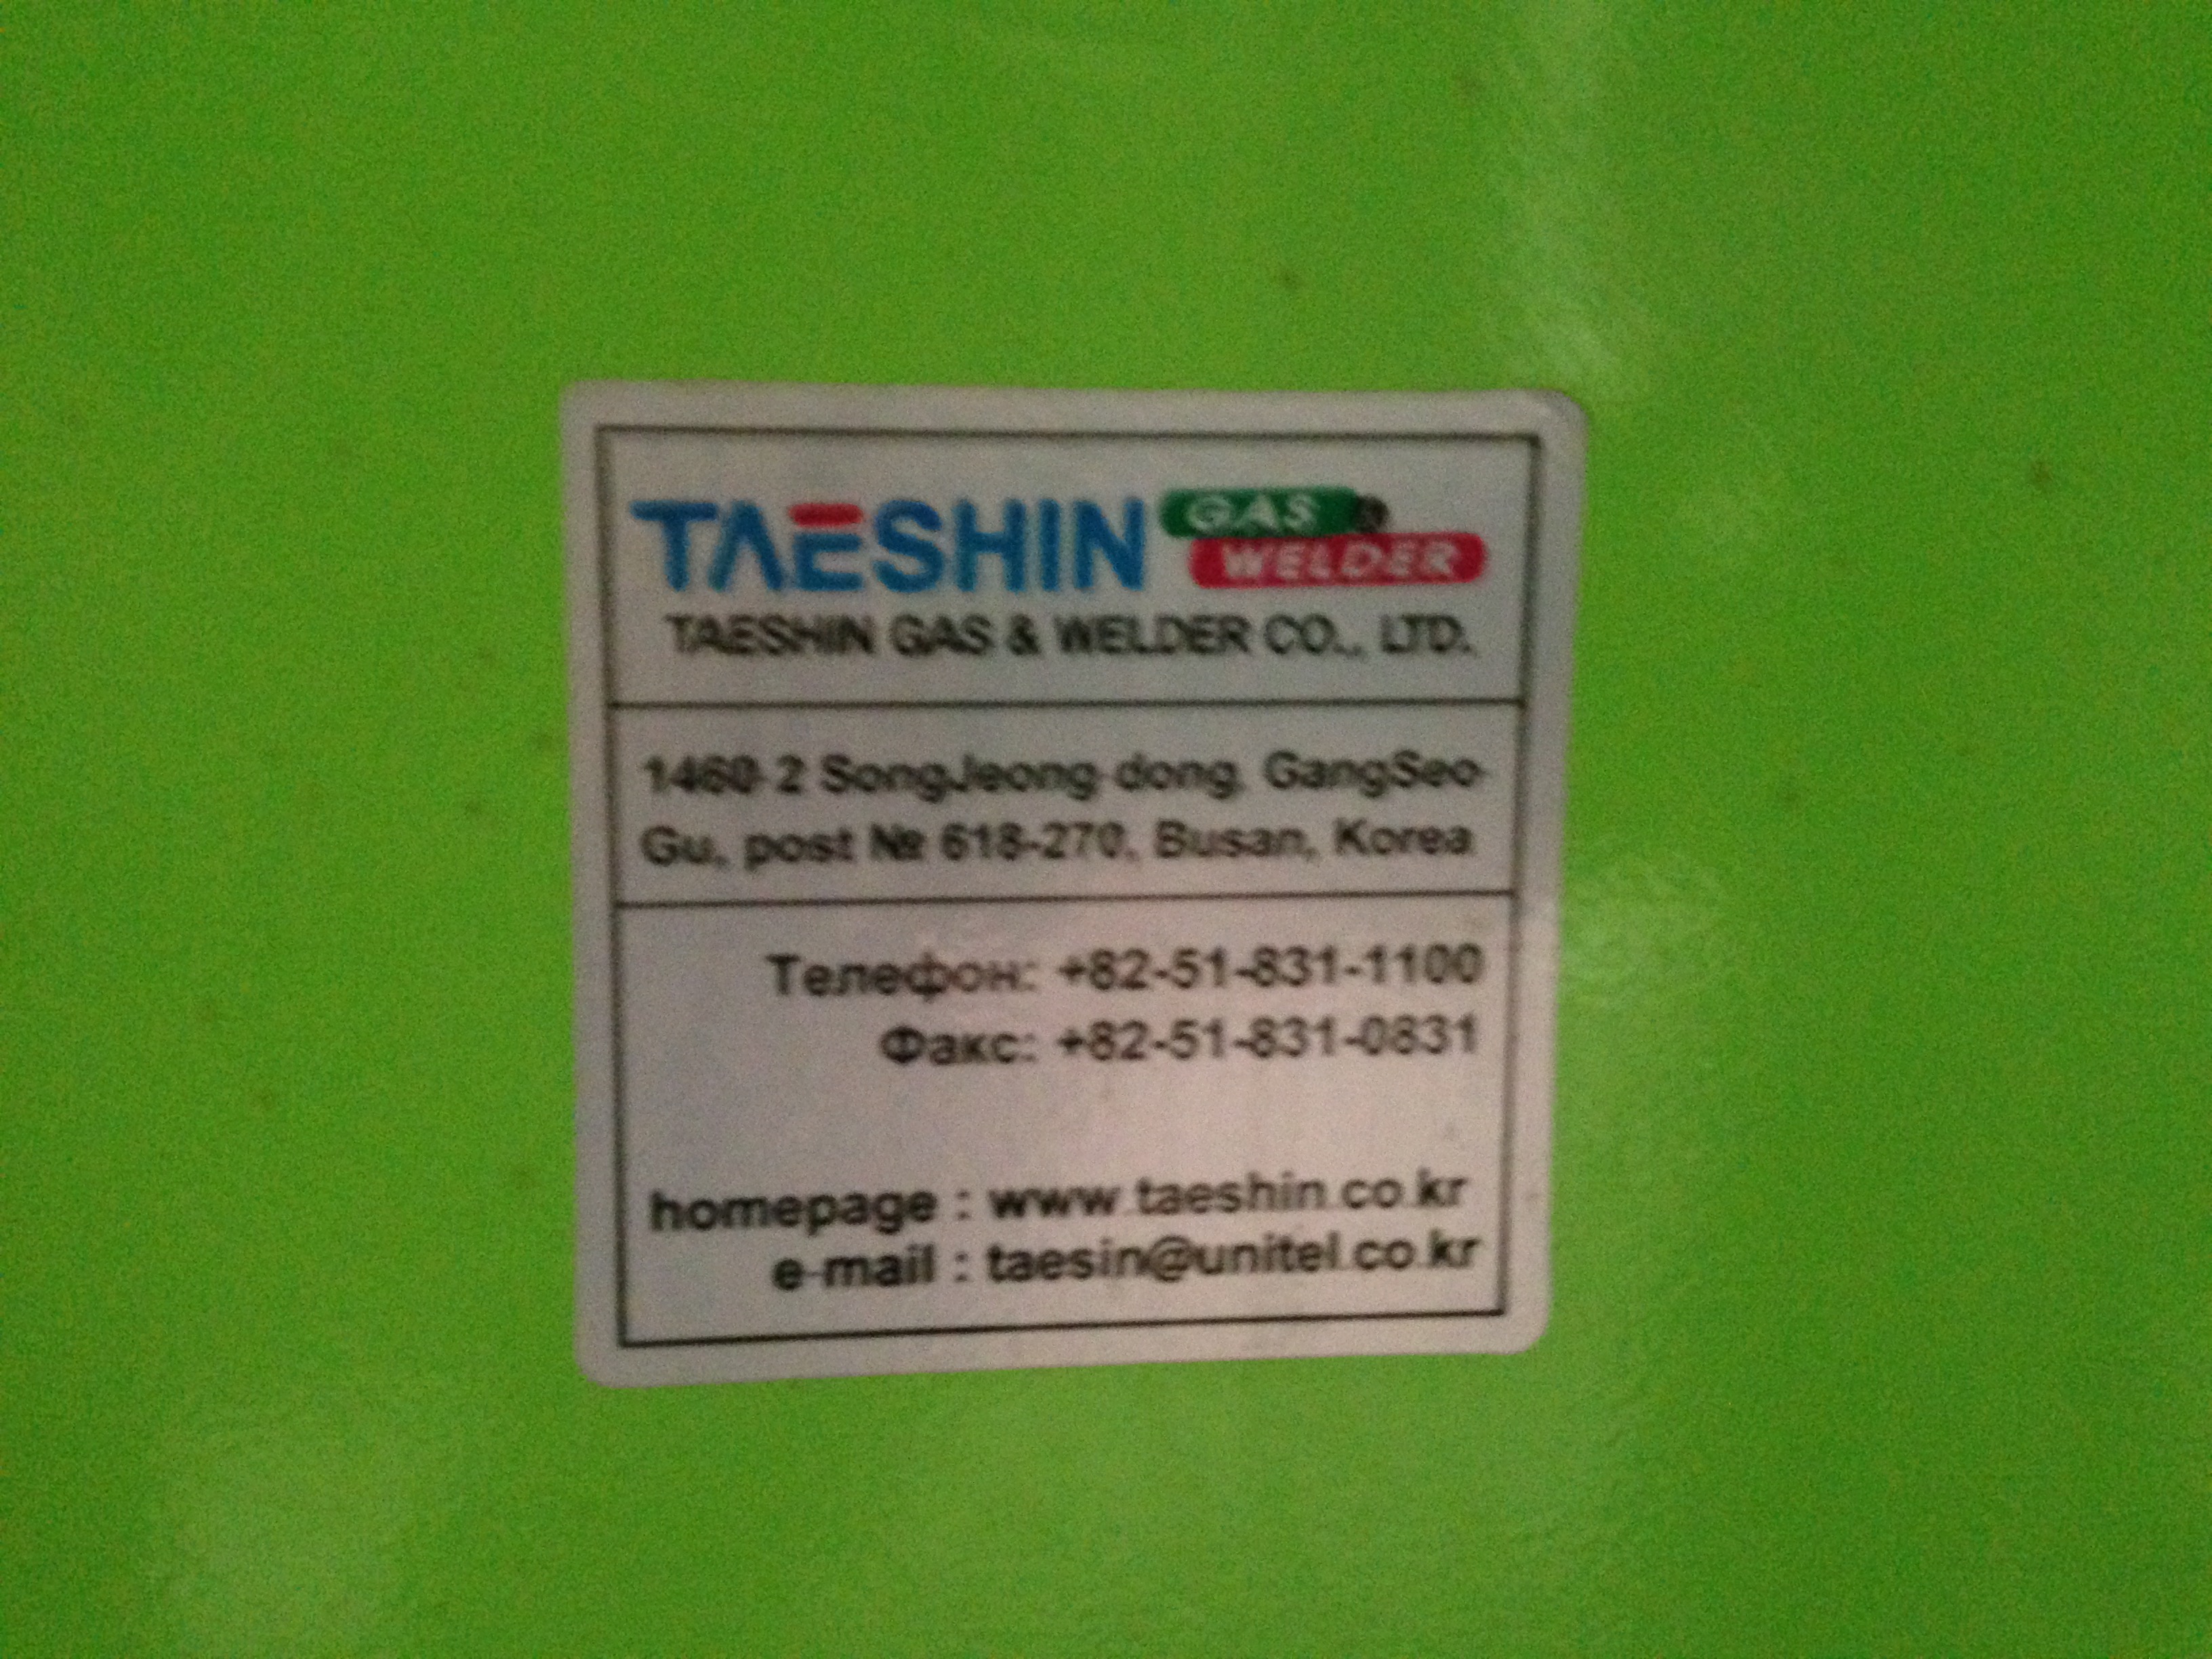 TAESHIN GAS &
WELDER
TAESHIN GAS & WELDER CO., LTD.
1460-2 SongJeong-dong, GangSeo-
Gu, post № 618-270, Busan, Korea
Телефон: +82-51-831-1100
Факс: +82-51-831-0831
homepage : www.taeshin.co.kr
e-mail : taesin@unitel.co.kr